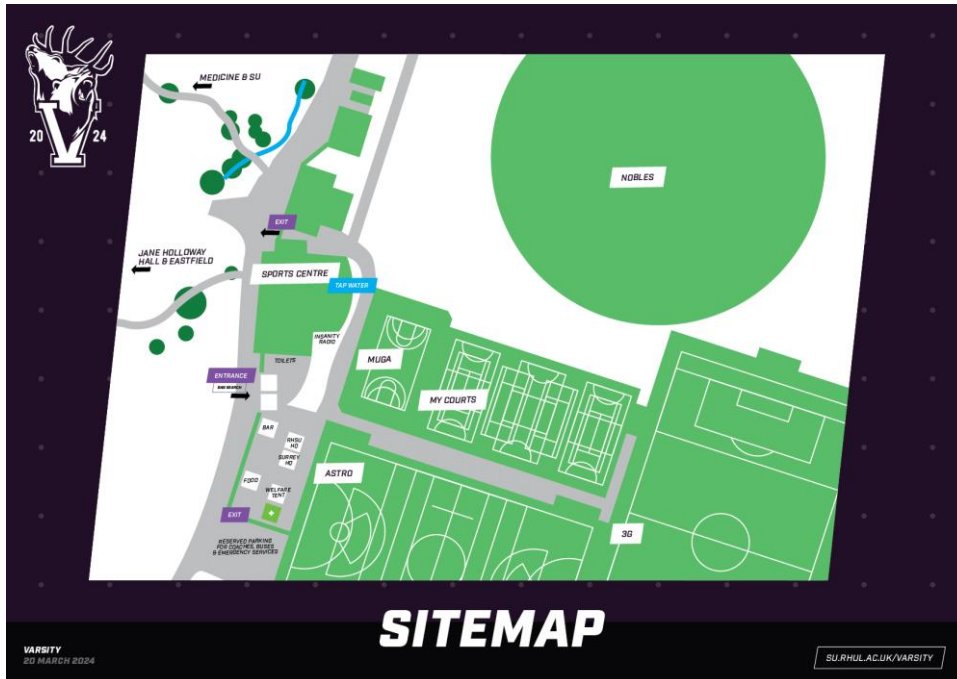 20 24
V
MEDICINE & SU
NOBLES
EXIT
JANE HOLLOWAY
HALL & EASTFIELD
SPORTS CENTRE
TAP WATER
INSANITY
RADIO
TOILETS
MUGA
ENTRANCE
BAG SEARCH
MY COURTS
BAR
RHSU
HQ
SURREY
HQ
ASTRO
FOOD
WELFARE
TENT
EXIT
3G
RESERVED PARKING
FOR COACHES, BUSES
& EMERGENCY SERVICES
SITEMAP
VARSITY
20 MARCH 2024
SU.RHUL.AC.UK/VARSITY